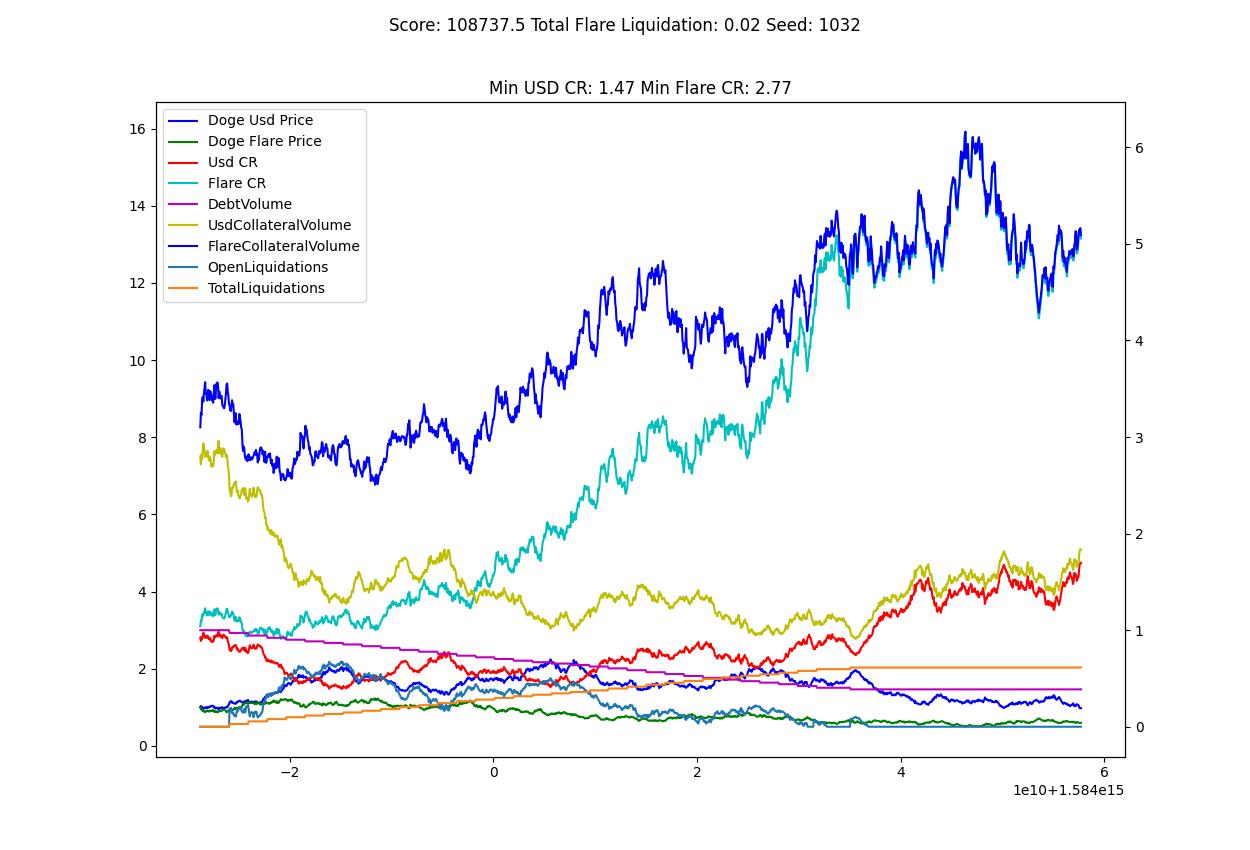 Score: 108737.5 Total Flare Liquidation: 0.02 Seed: 1032
Min USD CR: 1.47 Min Flare CR: 2.77
Doge Usd Price
Doge Flare Price
Usd CR
Flare CR
DebtVolume
UsdCollateralVolume
FlareCollateralVolume
OpenLiquidations
TotalLiquidations
16
14
12
10
8
6
4
2
0
6
5
4
3
2
1
0
−2 0 2 4 6
1e10+1.584e15